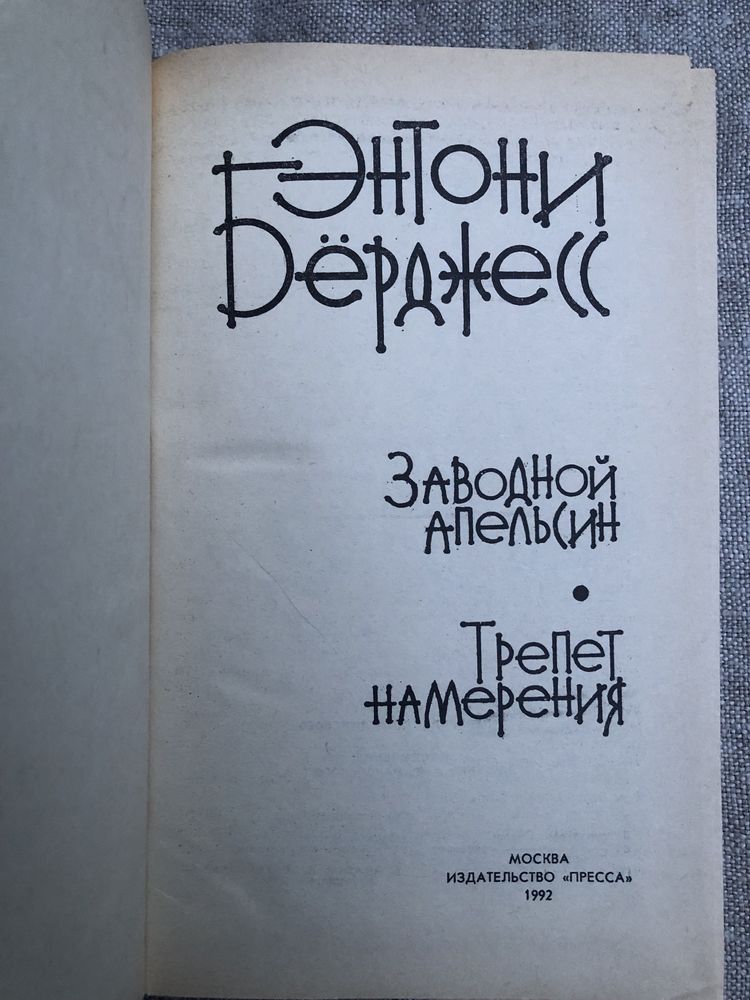 Энтони
Бёрджесс
Заводной
апельсин
•
Трепет
намерения
МОСКВА
ИЗДАТЕЛЬСТВО «ПРЕССА»
1992